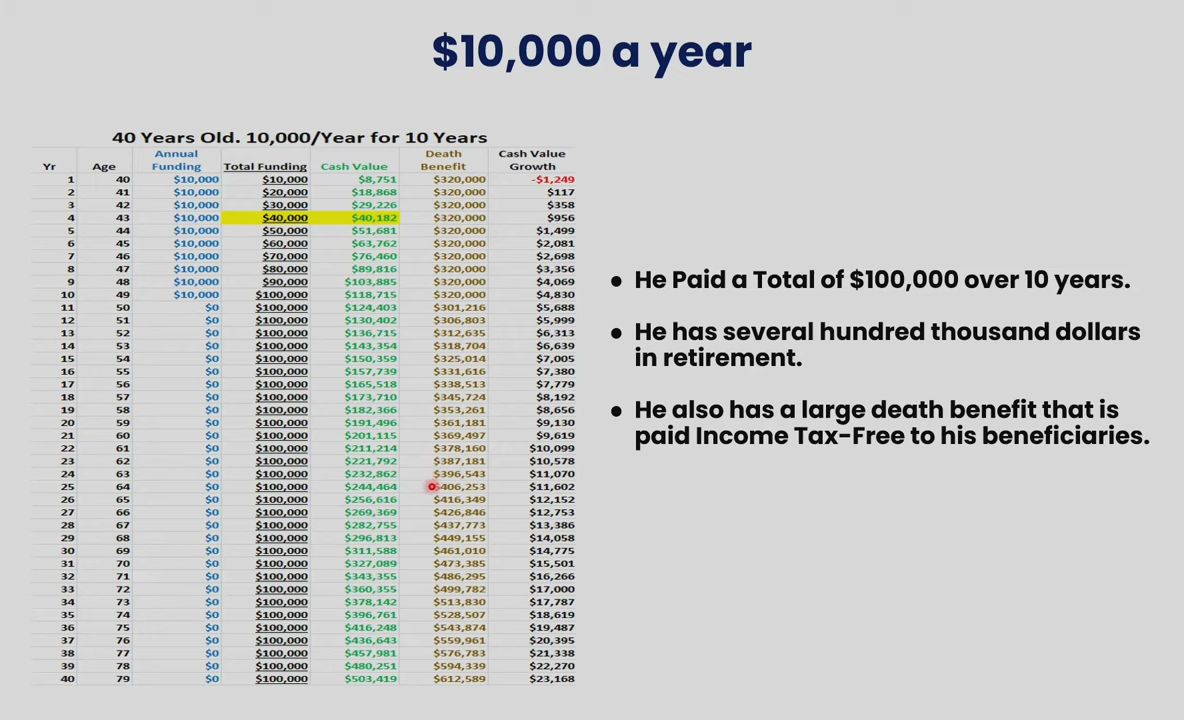 $10,000 a year
40 Years Old. 10,000/Year for 10 Years
Annual Death Cash Value
Yr Age Funding Total Funding Cash Value Benefit Growth
1 40 $10,000 $10,000 $8,751 $320,000 -$1,249
2 41 $10,000 $20,000 $18,868 $320,000 $117
3 42 $10,000 $30,000 $29,226 $320,000 $358
4 43 $10,000 $40,000 $40,182 $320,000 $956
5 44 $10,000 $50,000 $51,681 $320,000 $1,499
6 45 $10,000 $60,000 $63,762 $320,000 $2,081
7 46 $10,000 $70,000 $76,460 $320,000 $2,698
8 47 $10,000 $80,000 $89,816 $320,000 $3,356
9 48 $10,000 $90,000 $103,885 $320,000 $4,069
10 49 $10,000 $100,000 $118,715 $320,000 $4,830
11 50 $0 $100,000 $124,403 $301,216 $5,688
12 51 $0 $100,000 $130,402 $306,803 $5,999
13 52 $0 $100,000 $136,715 $312,635 $6,313
14 53 $0 $100,000 $143,354 $318,704 $6,639
15 54 $0 $100,000 $150,359 $325,014 $7,005
16 55 $0 $100,000 $157,739 $331,616 $7,380
17 56 $0 $100,000 $165,518 $338,513 $7,779
18 57 $0 $100,000 $173,710 $345,724 $8,192
19 58 $0 $100,000 $182,366 $353,261 $8,656
20 59 $0 $100,000 $191,496 $361,181 $9,130
21 60 $0 $100,000 $201,115 $369,497 $9,619
22 61 $0 $100,000 $211,214 $378,160 $10,099
23 62 $0 $100,000 $221,792 $387,181 $10,578
24 63 $0 $100,000 $232,862 $396,543 $11,070
25 64 $0 $100,000 $244,464 $406,253 $11,602
26 65 $0 $100,000 $256,616 $416,349 $12,152
27 66 $0 $100,000 $269,369 $426,846 $12,753
28 67 $0 $100,000 $282,755 $437,773 $13,386
29 68 $0 $100,000 $296,813 $449,155 $14,058
30 69 $0 $100,000 $311,588 $461,010 $14,775
31 70 $0 $100,000 $327,089 $473,385 $15,501
32 71 $0 $100,000 $343,355 $486,295 $16,266
33 72 $0 $100,000 $360,355 $499,782 $17,000
34 73 $0 $100,000 $378,142 $513,830 $17,787
35 74 $0 $100,000 $396,761 $528,507 $18,619
36 75 $0 $100,000 $416,248 $543,874 $19,487
37 76 $0 $100,000 $436,643 $559,961 $20,395
38 77 $0 $100,000 $457,981 $576,783 $21,338
39 78 $0 $100,000 $480,251 $594,339 $22,270
40 79 $0 $100,000 $503,419 $612,589 $23,168
● He Paid a Total of $100,000 over 10 years.
● He has several hundred thousand dollars
in retirement.
● He also has a large death benefit that is
paid Income Tax-Free to his beneficiaries.